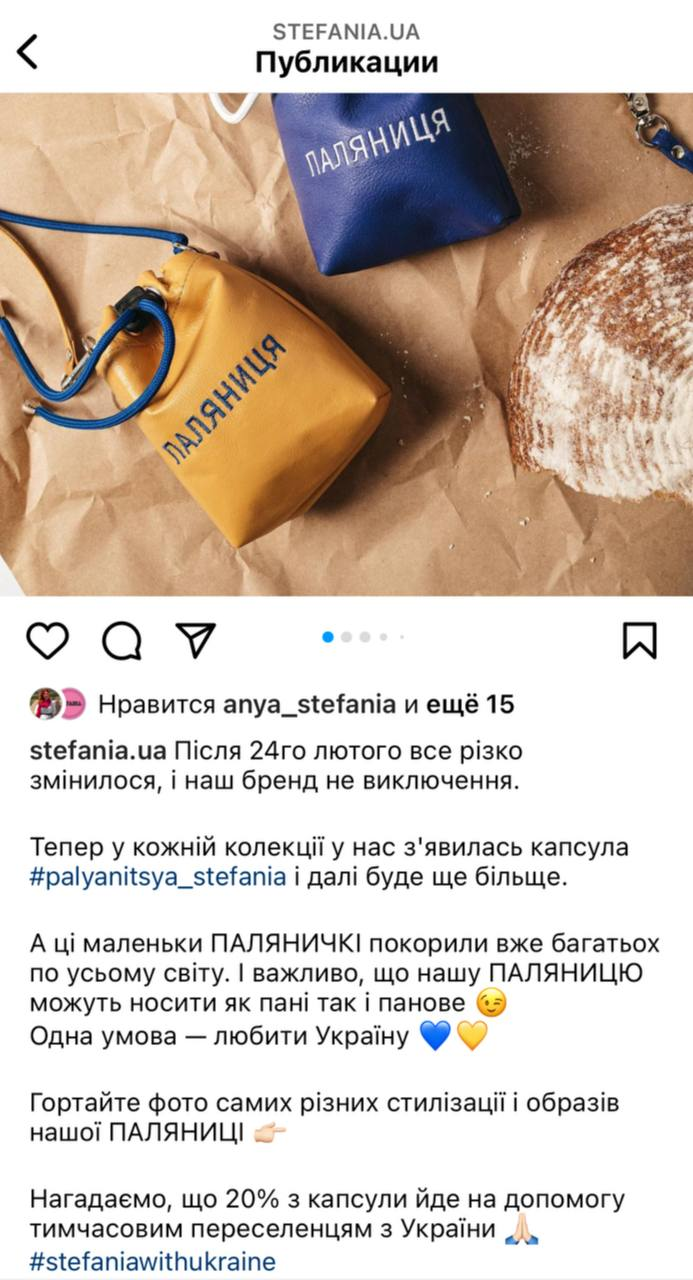 STEFANIA.UA
Публикации
ПАЛЯНИЦЯ
ПАЛЯНИЦЯ
Нравится anya_stefania и ещё 15
stefania.ua Після 24го лютого все різко
змінилося, і наш бренд не виключення.
Тепер у кожній колекції у нас з'явилась капсула
#palyanitsya_stefania і далі буде ще більще.
А ці маленьки ПАЛЯНИЧКІ покорили вже багатьох
по усьому світу. І важливо, що нашу ПАЛЯНИЦЮ
можуть носити як пані так і панове 😉
Одна умова — любити Україну 💙💛
Гортайте фото самих різних стилізації і образів
нашої ПАЛЯНИЦІ 👉🏻
Нагадаємо, що 20% з капсули йде на допомогу
тимчасовим переселенцям з України 🙏🏻
#stefaniawithukraine